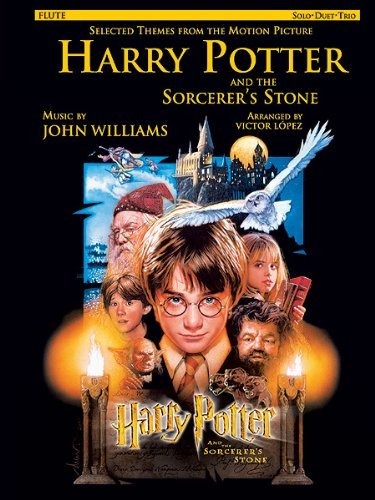 FLUTE
SOLO•DUET•TRIO
SELECTED THEMES FROM THE MOTION PICTURE
HARRY POTTER
AND THE
SORCERER'S STONE
MUSIC BY
JOHN WILLIAMS
ARRANGED BY
VICTOR LÓPEZ
Harry Potter
AND THE
SORCERER'S
STONE